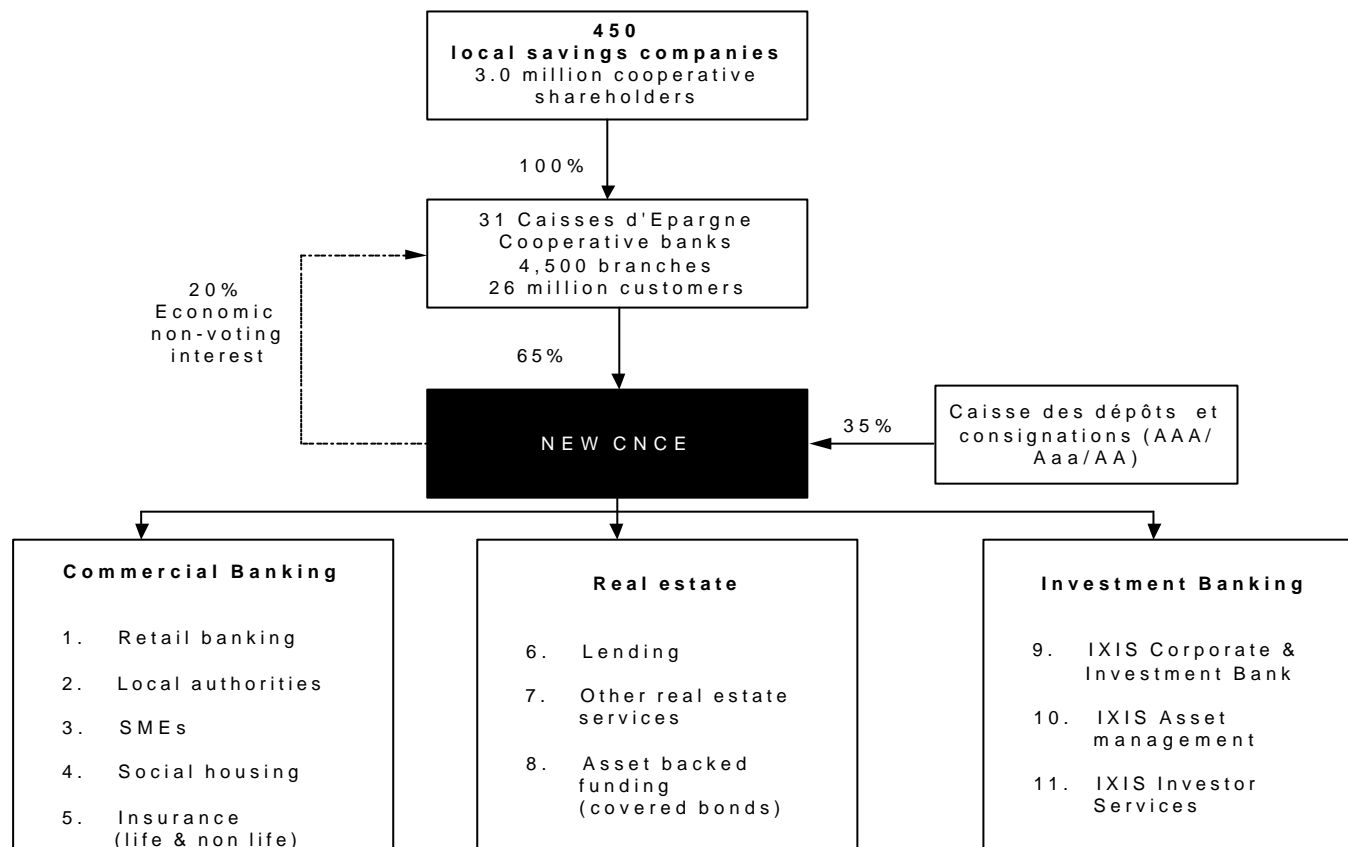 450
local savings companies
3.0 million cooperative
shareholders
100%
31 Caisses d'Epargne
Cooperative banks
4,500 branches
26 million customers
20%
Economic
non-voting
interest
65%
NEW CNCE
35%
Caisse des dépôts et
consignations (AAA/
Aaa/AA)
Commercial Banking
1. Retail banking
2. Local authorities
3. SMEs
4. Social housing
5. Insurance
(life & non life)
Real estate
6. Lending
7. Other real estate
services
8. Asset backed
funding
(covered bonds)
Investment Banking
9. IXIS Corporate &
Investment Bank
10. IXIS Asset
management
11. IXIS Investor
Services